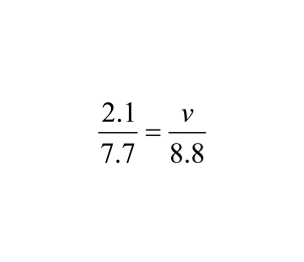 2.1/7.7 = v/8.8